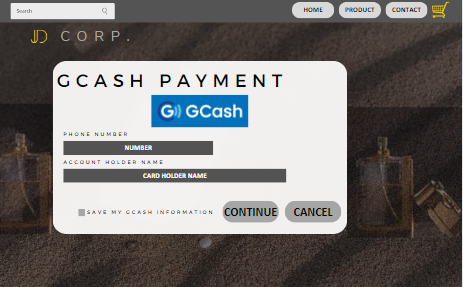 Search
HOME
PRODUCT
CONTACT
JD CORP.
GCASH PAYMENT
GCash
PHONE NUMBER
NUMBER
ACCOUNT HOLDER NAME
CARD HOLDER NAME
SAVE MY GCASH INFORMATION
CONTINUE
CANCEL